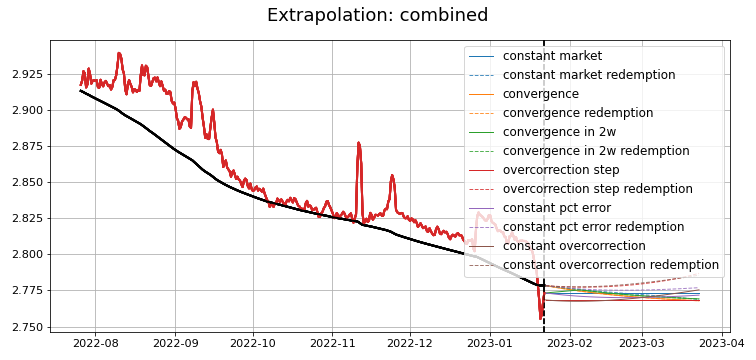 Extrapolation: combined
constant market
constant market redemption
convergence
convergence redemption
convergence in 2w
convergence in 2w redemption
overcorrection step
overcorrection step redemption
constant pct error
constant pct error redemption
constant overcorrection
constant overcorrection redemption
2.925
2.900
2.875
2.850
2.825
2.800
2.775
2.750
2022-08 2022-09 2022-10 2022-11 2022-12 2023-01 2023-02 2023-03 2023-04